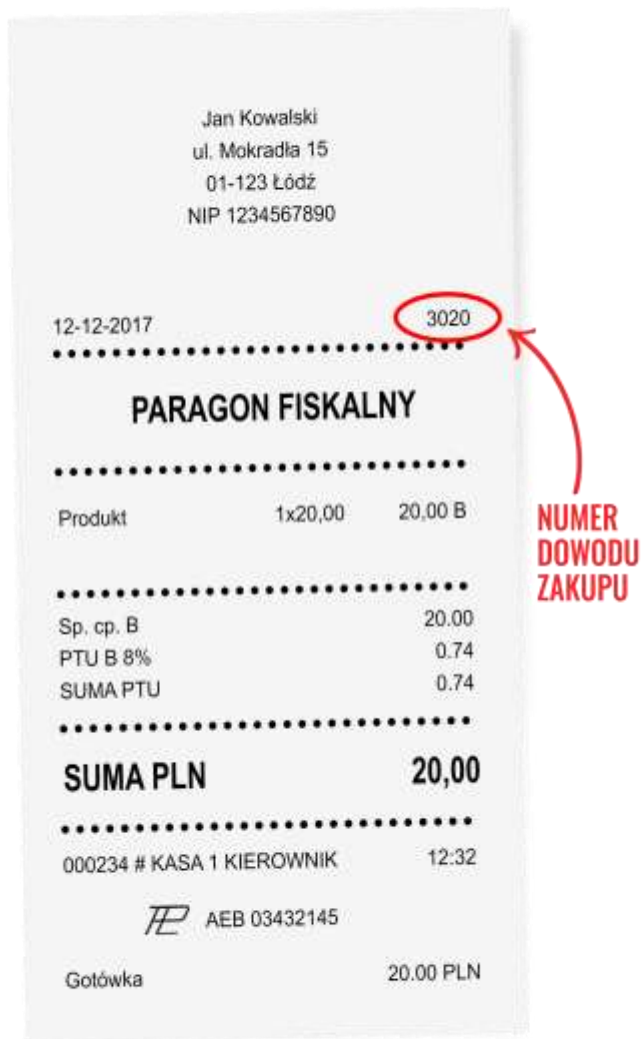 Jan Kowalski
ul. Mokradła 15
01-123 Łódź
NIP 1234567890
12-12-2017 3020
PARAGON FISKALNY
Produkt 1x20,00 20,00 B
NUMER
DOWODU
ZAKUPU
Sp. cp. B 20.00
PTU B 8% 0.74
SUMA PTU 0.74
SUMA PLN 20,00
000234 # KASA 1 KIEROWNIK 12:32
AEB 03432145
Gotówka 20.00 PLN